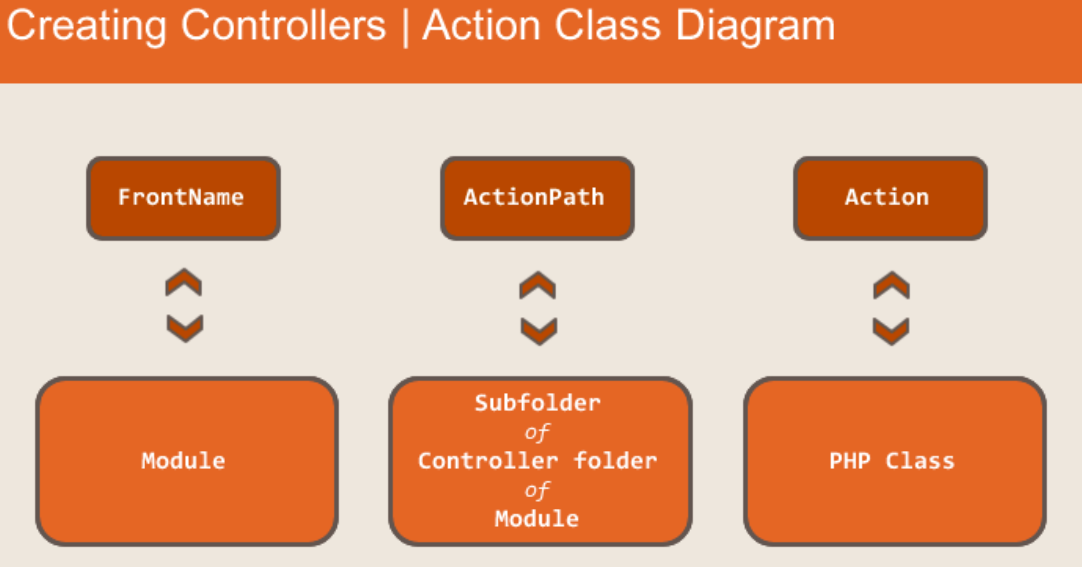 Creating Controllers | Action Class Diagram
FrontName
ActionPath
Action
Module
Subfolder
of
Controller folder
of
Module
PHP Class